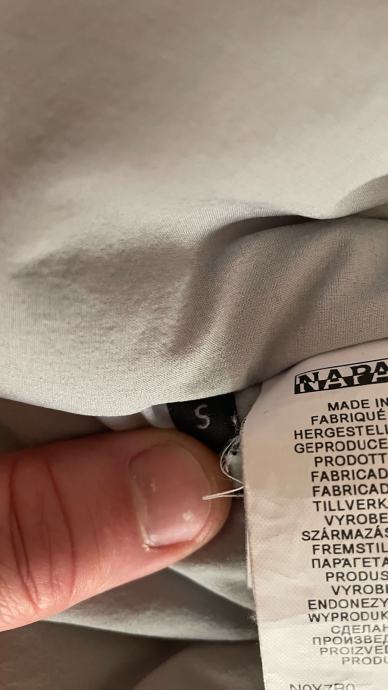 S
NAPA
MADE IN
FABRIQUÉ
HERGESTELL
GEPRODUCE
PRODOTT
FABRICAD
FABRICAD
TILLVERK
VYROBE
SZÁRMAZÁS
FREMSTIL
ΠΑΡΑΓΕΤΑ
PRODUS
VYROB
ENDONEZY
WYPRODUK
СДЕЛАН
ПРОИЗВЕД
PROIZVED
PROD